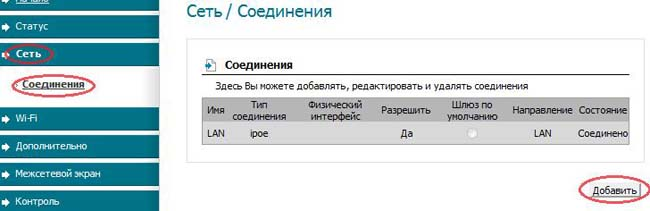 Начало
Статус
Сеть
Соединения
Wi-Fi
Дополнительно
Межсетевой экран
Контроль
Сеть / Соединения
Соединения
Здесь Вы можете добавлять, редактировать и удалять соединения
Имя Тип соединения Физический интерфейс Разрешить Шлюз по умолчанию Направление Состояние
LAN ipoe Да LAN Соединено
Добавить